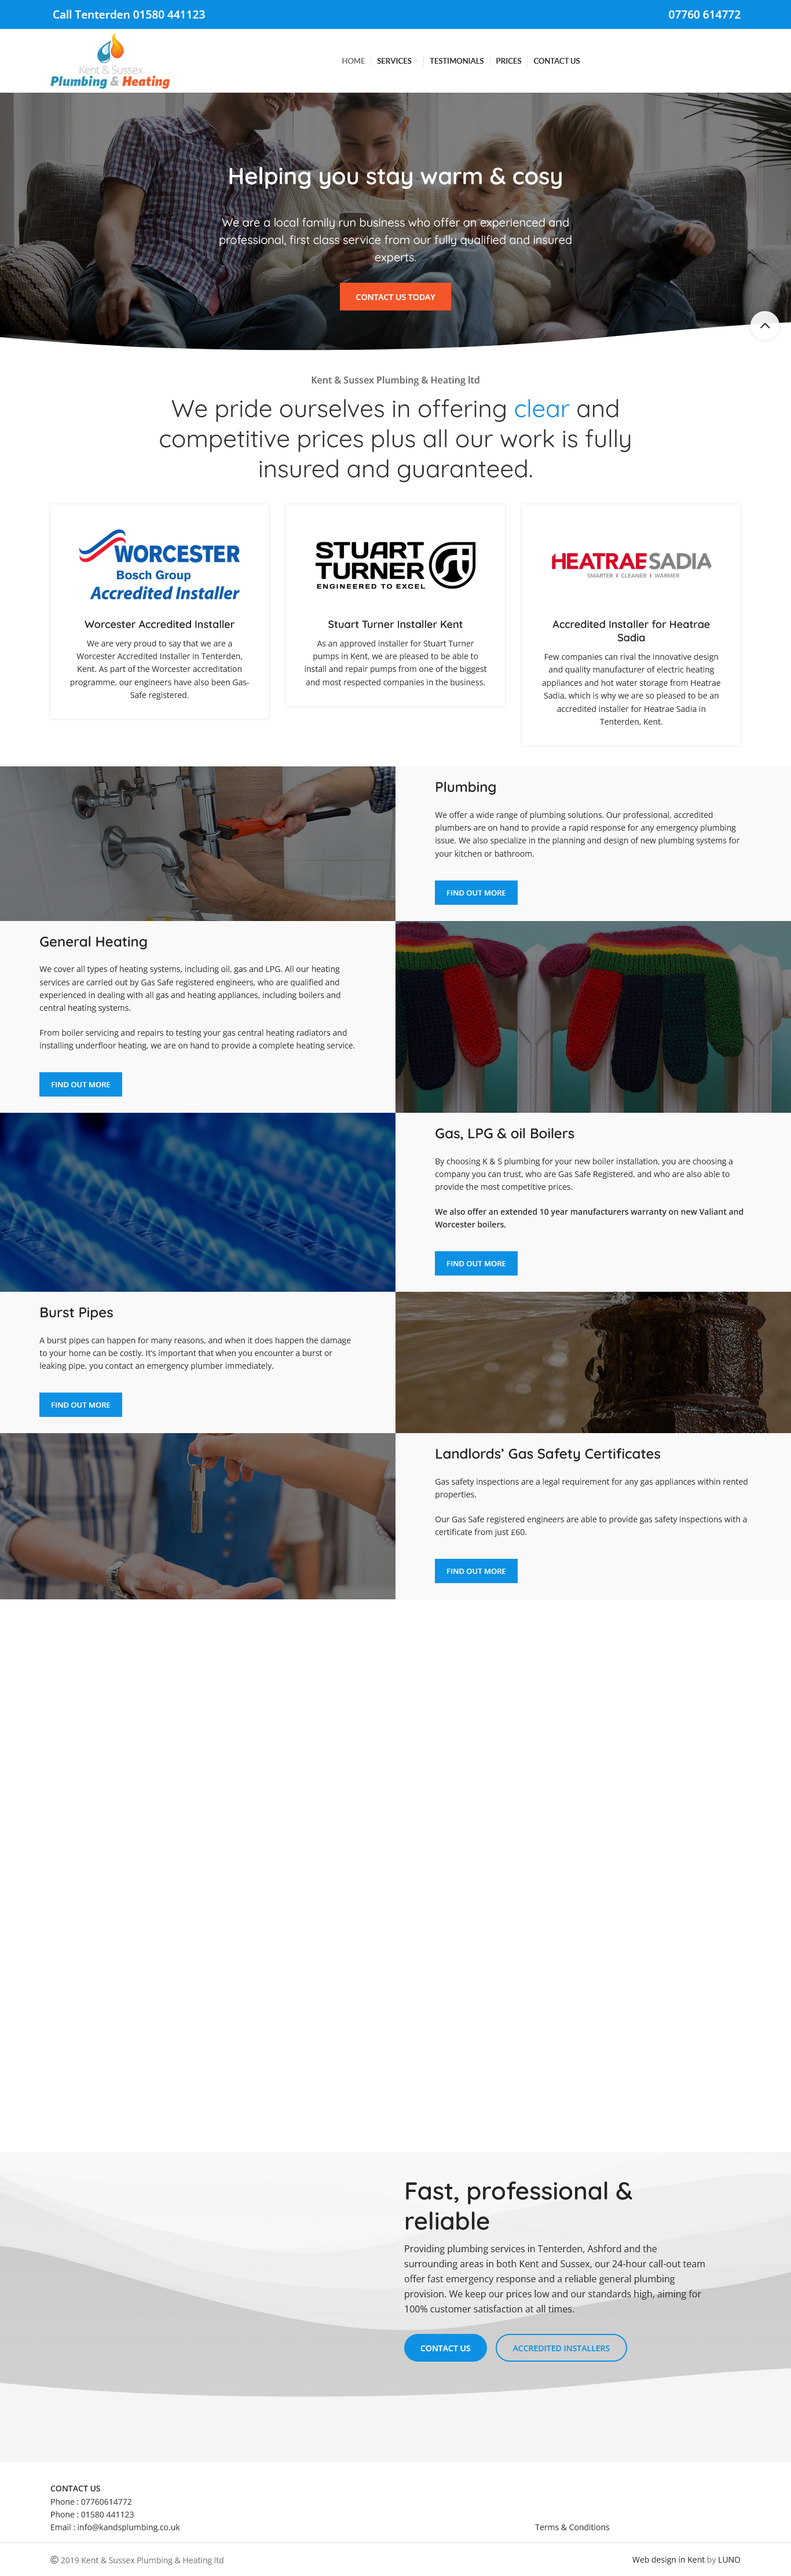 Call Tenterden 01580 441123
07760 614772
Kent & Sussex
Plumbing & Heating
HOME
SERVICES
TESTIMONIALS
PRICES
CONTACT US
Helping you stay warm & cosy
We are a local family run business who offer an experienced and
professional, first class service from our fully qualified and insured
experts.
CONTACT US TODAY
Kent & Sussex Plumbing & Heating ltd
We pride ourselves in offering clear and
competitive prices plus all our work is fully
insured and guaranteed.
WORCESTER
Bosch Group
Accredited Installer
Worcester Accredited Installer
We are very proud to say that we are a
Worcester Accredited Installer in Tenterden,
Kent. As part of the Worcester accreditation
programme, our engineers have also been Gas-
Safe registered.
STUART
TURNER
ENGINEERED TO EXCEL
Stuart Turner Installer Kent
As an approved installer for Stuart Turner
pumps in Kent, we are pleased to be able to
install and repair pumps from one of the biggest
and most respected companies in the business.
HEATRAE SADIA
SMARTER | CLEANER | WARMER
Accredited Installer for Heatrae
Sadia
Few companies can rival the innovative design
and quality manufacturer of electric heating
appliances and hot water storage from Heatrae
Sadia, which is why we are so pleased to be an
accredited installer for Heatrae Sadia in
Tenterden, Kent.
Plumbing
We offer a wide range of plumbing solutions. Our professional, accredited
plumbers are on hand to provide a rapid response for any emergency plumbing
issue. We also specialize in the planning and design of new plumbing systems for
your kitchen or bathroom.
FIND OUT MORE
General Heating
We cover all types of heating systems, including oil, gas and LPG. All our heating
services are carried out by Gas Safe registered engineers, who are qualified and
experienced in dealing with all gas and heating appliances, including boilers and
central heating systems.
From boiler servicing and repairs to testing your gas central heating radiators and
installing underfloor heating, we are on hand to provide a complete heating service.
FIND OUT MORE
Gas, LPG & oil Boilers
By choosing K & S plumbing for your new boiler installation, you are choosing a
company you can trust, who are Gas Safe Registered, and who are also able to
provide the most competitive prices.
We also offer an extended 10 year manufacturers warranty on new Valiant and
Worcester boilers.
FIND OUT MORE
Burst Pipes
A burst pipes can happen for many reasons, and when it does happen the damage
to your home can be costly. It's important that when you encounter a burst or
leaking pipe, you contact an emergency plumber immediately.
FIND OUT MORE
Landlords' Gas Safety Certificates
Gas safety inspections are a legal requirement for any gas appliances within rented
properties.
Our Gas Safe registered engineers are able to provide gas safety inspections with a
certificate from just £60.
FIND OUT MORE
Fast, professional &
reliable
Providing plumbing services in Tenterden, Ashford and the
surrounding areas in both Kent and Sussex, our 24-hour call-out team
offer fast emergency response and a reliable general plumbing
provision. We keep our prices low and our standards high, aiming for
100% customer satisfaction at all times.
CONTACT US
ACCREDITED INSTALLERS
CONTACT US
Phone : 07760614772
Phone : 01580 441123
Email : info@kandsplumbing.co.uk
Terms & Conditions
© 2019 Kent & Sussex Plumbing & Heating ltd
Web design in Kent by LUNO